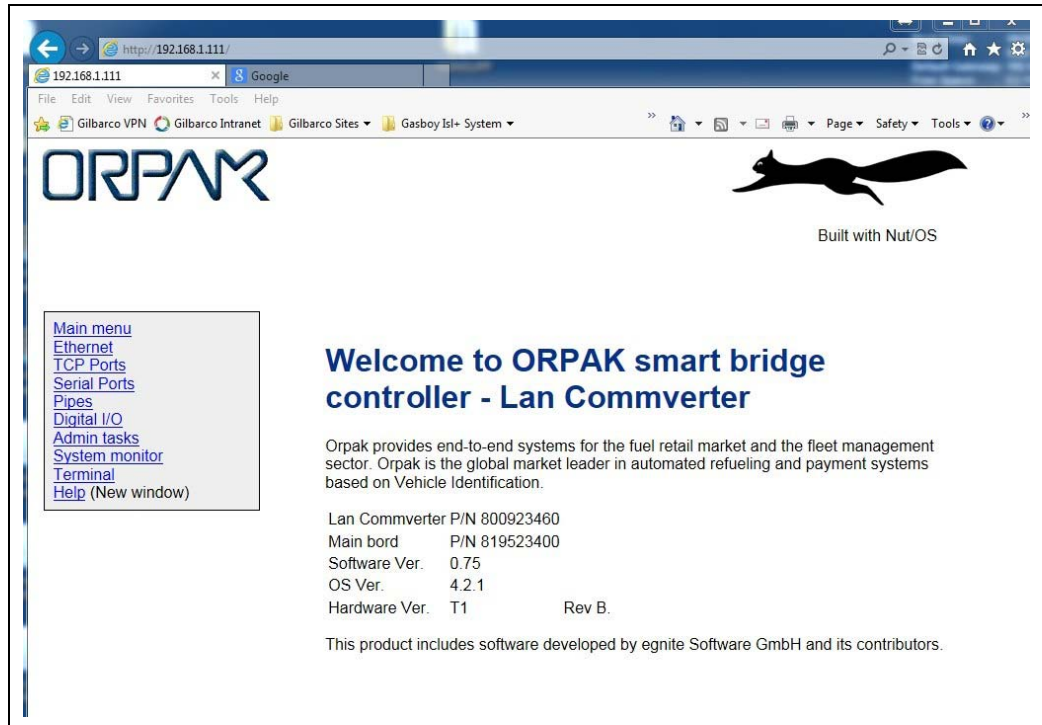 http://192.168.1.111/
192.168.1.111
Google
File Edit View Favorites Tools Help
Gilbarco VPN Gilbarco Intranet Gilbarco Sites Gasboy Isl+ System Page Safety Tools
ORPAK
Built with Nut/OS
Main menu
Ethernet
TCP Ports
Serial Ports
Pipes
Digital I/O
Admin tasks
System monitor
Terminal
Help (New window)
Welcome to ORPAK smart bridge
controller - Lan Commverter
Orpak provides end-to-end systems for the fuel retail market and the fleet management
sector. Orpak is the global market leader in automated refueling and payment systems
based on Vehicle Identification.
Lan Commverter P/N 800923460
Main bord P/N 819523400
Software Ver. 0.75
OS Ver. 4.2.1
Hardware Ver. T1 Rev B.
This product includes software developed by egnite Software GmbH and its contributors.